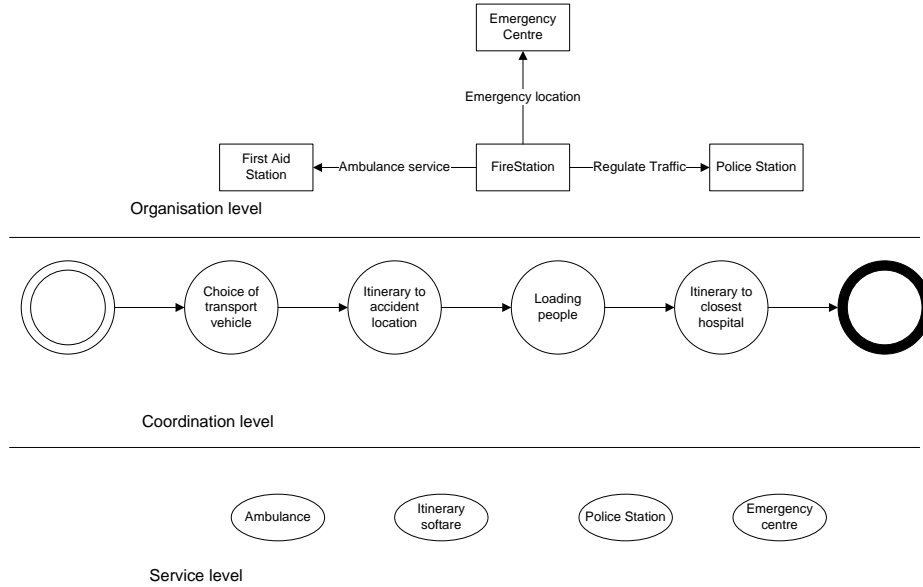 Emergency
Centre
Emergency location
First Aid
Station
Ambulance service
FireStation
Regulate Traffic
Police Station
Organisation level
Choice of
transport
vehicle
Itinerary to
accident
location
Loading
people
Itinerary to
closest
hospital
Coordination level
Ambulance
Itinerary
softare
Police Station
Emergency
centre
Service level